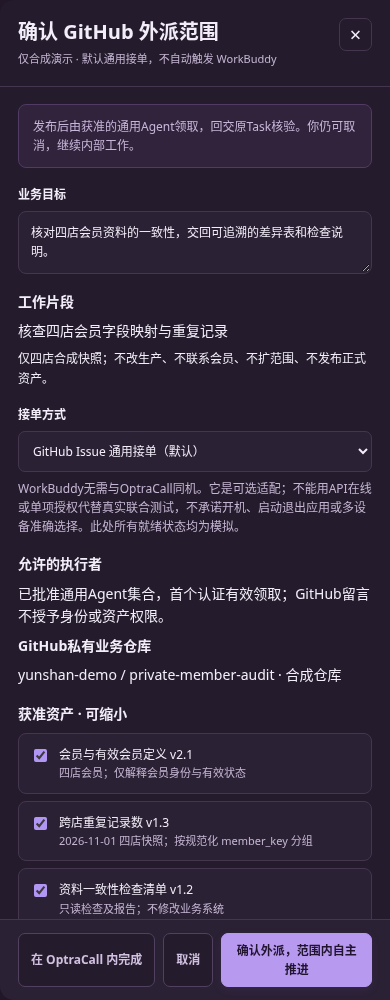 确认 GitHub 外派范围
仅合成演示 · 默认通用接单，不自动触发 WorkBuddy
×
发布后由获准的通用Agent领取，回交原Task核验。你仍可取
消，继续内部工作。
业务目标
核对四店会员资料的一致性，交回可追溯的差异表和检查说
明。
工作片段
核查四店会员字段映射与重复记录
仅四店合成快照；不改生产、不联系会员、不扩范围、不发布正式
资产。
接单方式
GitHub Issue 通用接单（默认）
WorkBuddy无需与OptraCall同机。它是可选适配；不能用API在线
或单项授权代替真实联合测试，不承诺开机、启动退出应用或多设
备准确选择。此处所有就绪状态均为模拟。
允许的执行者
已批准通用Agent集合，首个认证有效领取；GitHub留言
不授予身份或资产权限。
GitHub私有业务仓库
yunshan-demo / private-member-audit · 合成仓库
获准资产 · 可缩小
会员与有效会员定义 v2.1
四店会员；仅解释会员身份与有效状态
跨店重复记录数 v1.3
2026-11-01 四店快照；按规范化 member_key 分组
资料一致性检查清单 v1.2
只读检查及报告；不修改业务系统
在 OptraCall 内完成
取消
确认外派，范围内自主
推进